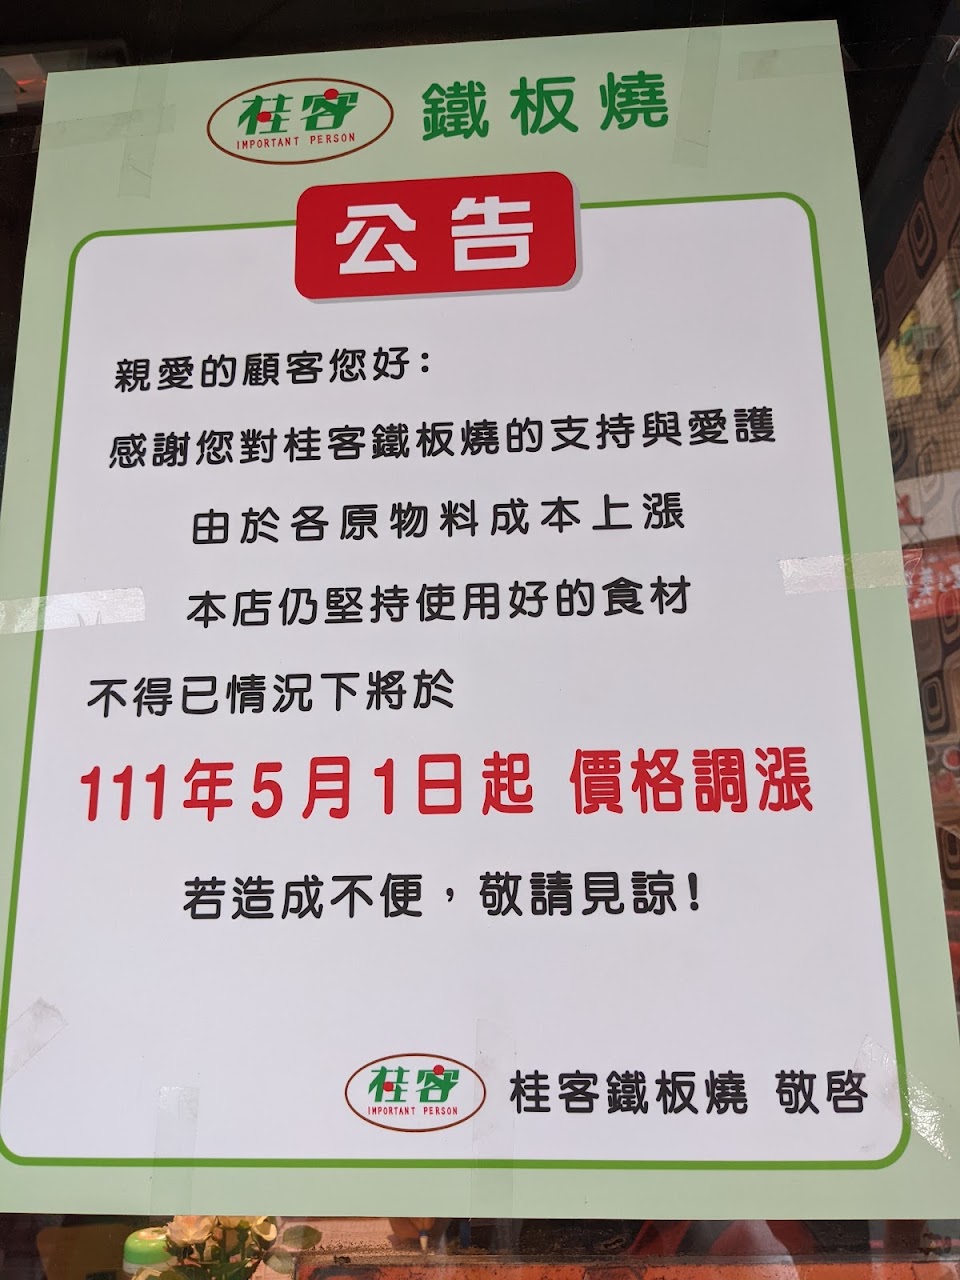 桂客 鐵板燒
IMPORTANT PERSON
公告
親愛的顧客您好:
感謝您對桂客鐵板燒的支持與愛護
由於各原物料成本上漲
本店仍堅持使用好的食材
不得已情況下將於
111年5月1日起 價格調漲
若造成不便，敬請見諒!
桂客 桂客鐵板燒 敬啓
IMPORTANT PERSON